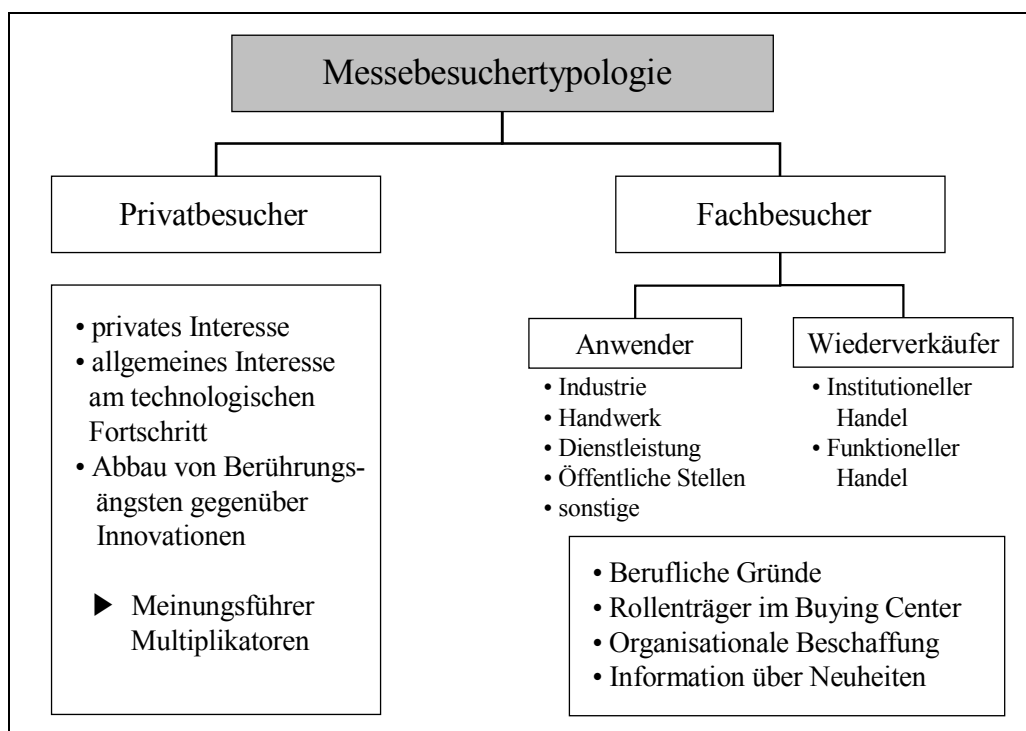 Messebesuchertypologie
Privatbesucher
• privates Interesse
• allgemeines Interesse
am technologischen
Fortschritt
• Abbau von Berührungs-
ängsten gegenüber
Innovationen
▶ Meinungsführer
Multiplikatoren
Fachbesucher
Anwender
• Industrie
• Handwerk
• Dienstleistung
• Öffentliche Stellen
• sonstige
Wiederverkäufer
• Institutioneller
Handel
• Funktioneller
Handel
• Berufliche Gründe
• Rollenträger im Buying Center
• Organisationale Beschaffung
• Information über Neuheiten